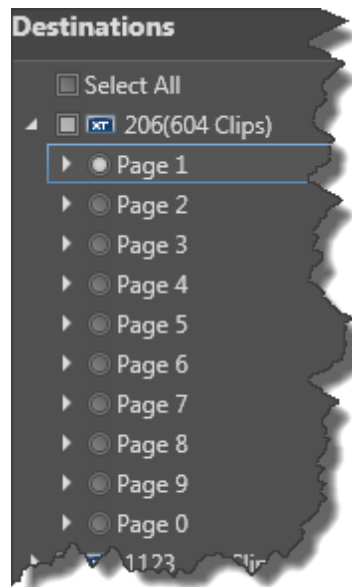 Destinations
Select All
XT 206(604 Clips)
Page 1
Page 2
Page 3
Page 4
Page 5
Page 6
Page 7
Page 8
Page 9
Page 0
1123